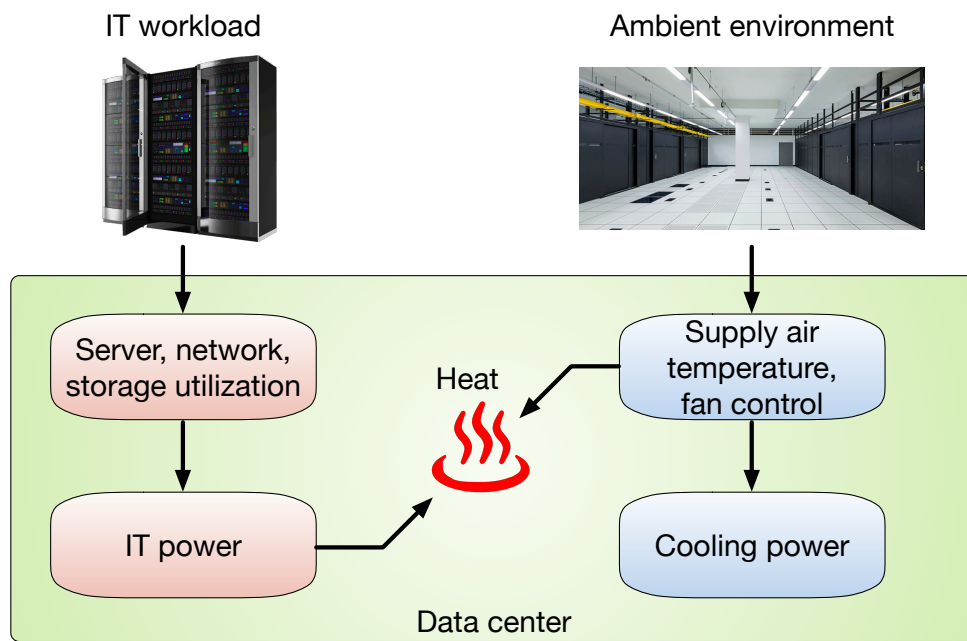 IT workload
Ambient environment
Server, network,
storage utilization
Heat
Supply air
temperature,
fan control
IT power
Cooling power
Data center